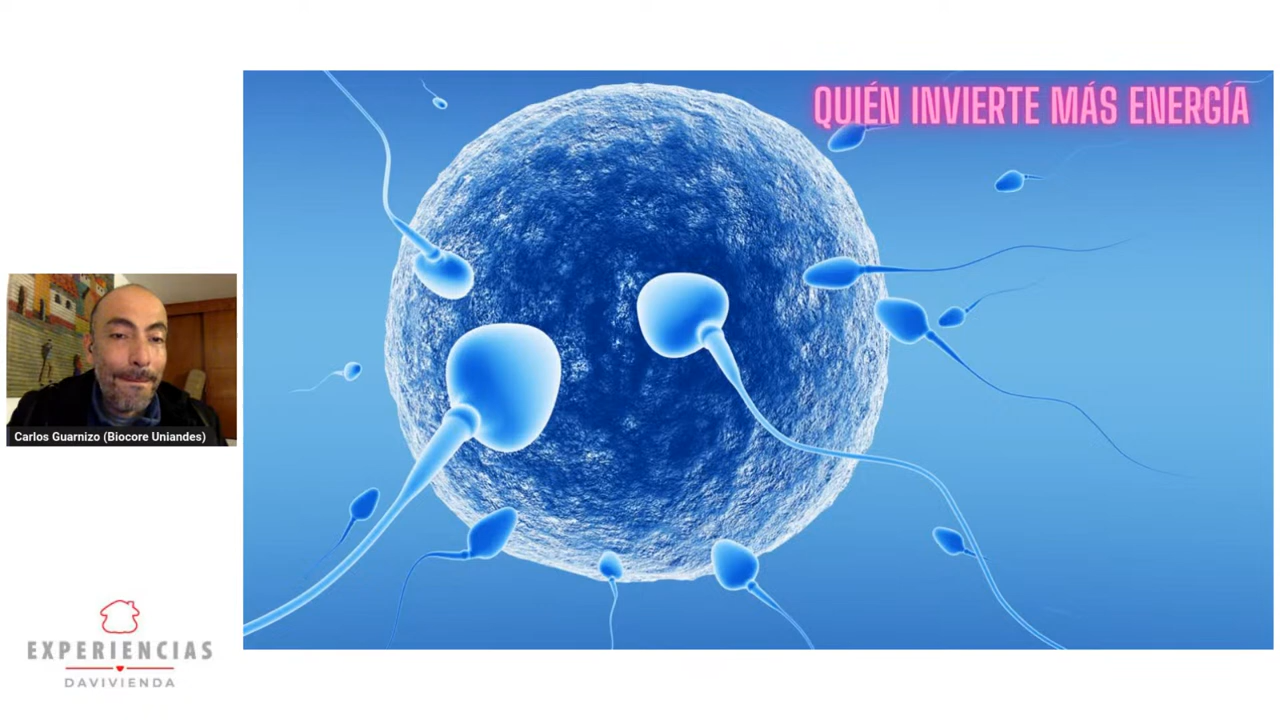 QUIÉN INVIERTE MÁS ENERGÍA
Carlos Guarnizo (Biocore Uniandes)
EXPERIENCIAS
DAVIVIENDA